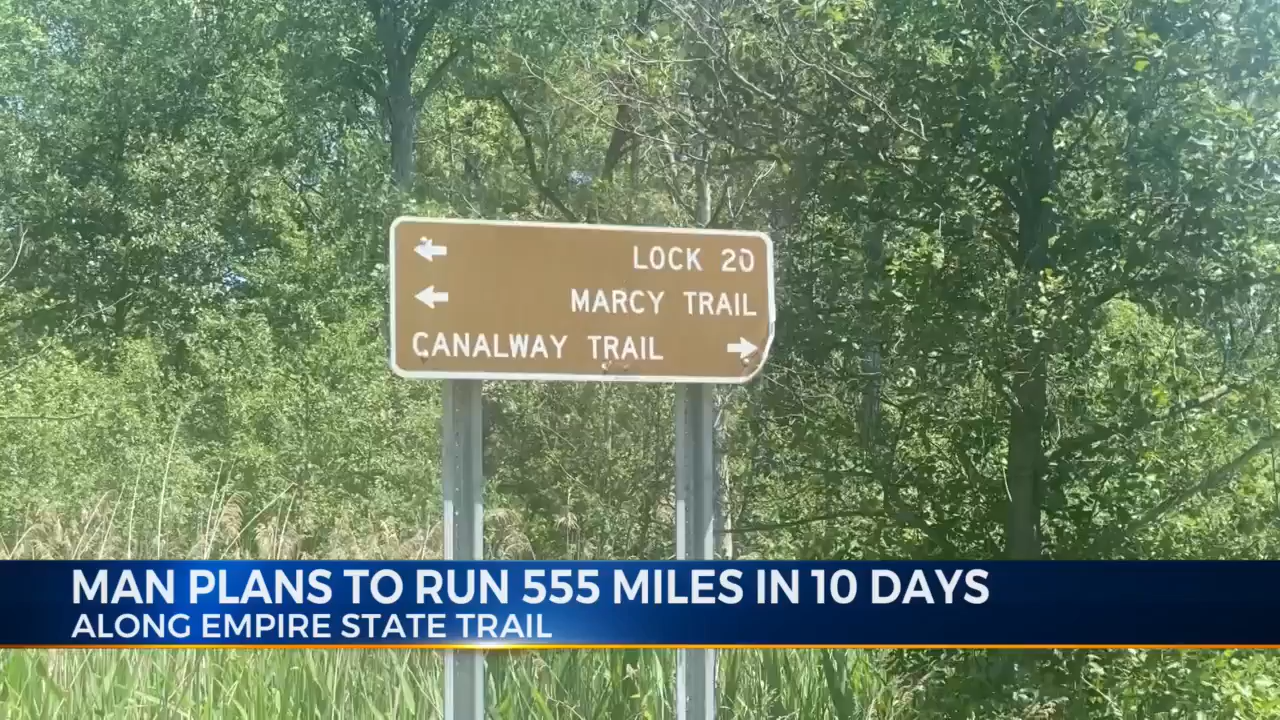 LOCK 20
MARCY TRAIL
CANALWAY TRAIL
MAN PLANS TO RUN 555 MILES IN 10 DAYS
ALONG EMPIRE STATE TRAIL